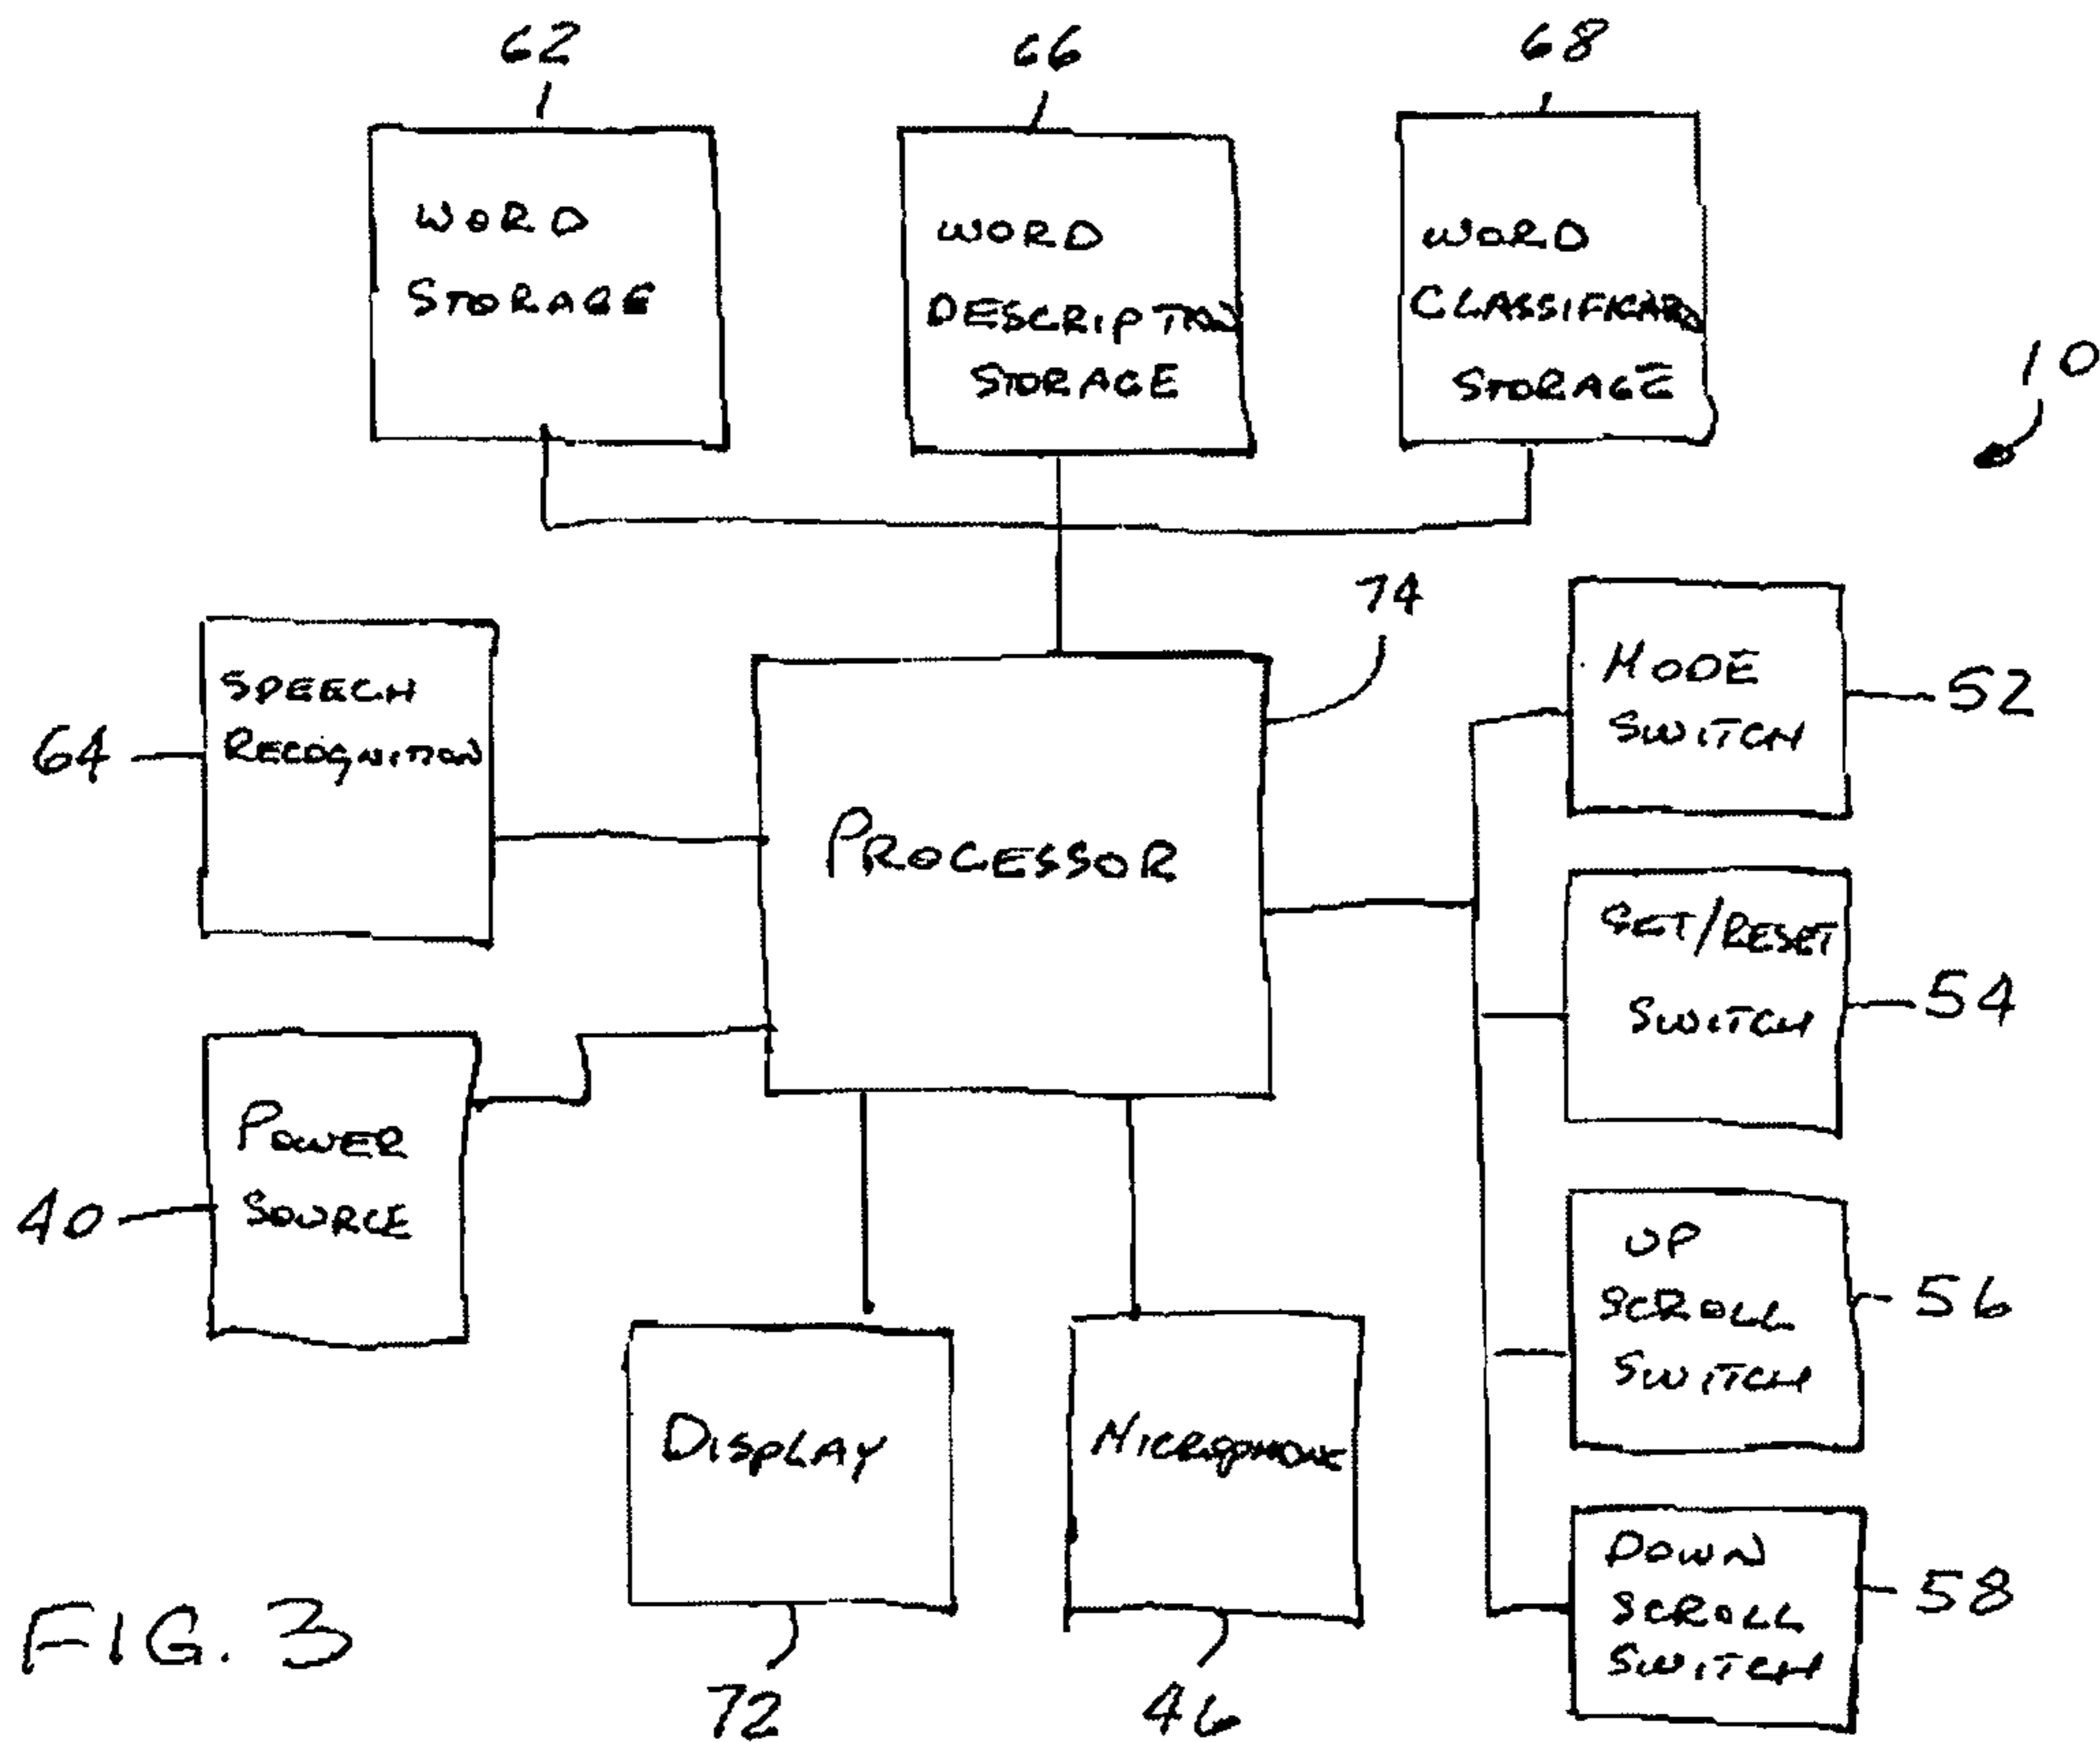 62
66
68
WORD
STORAGE
WORD
DESCRIPTION
STORAGE
WORD
CLASSIFICATION
STORAGE
10
74
64
SPEECH
RECOGNITION
PROCESSOR
MODE
SWITCH
52
SET/RESET
SWITCH
54
40
POWER
SOURCE
UP
SCROLL
SWITCH
56
DISPLAY
MICROPHONE
DOWN
SCROLL
SWITCH
58
72
46
FIG. 3